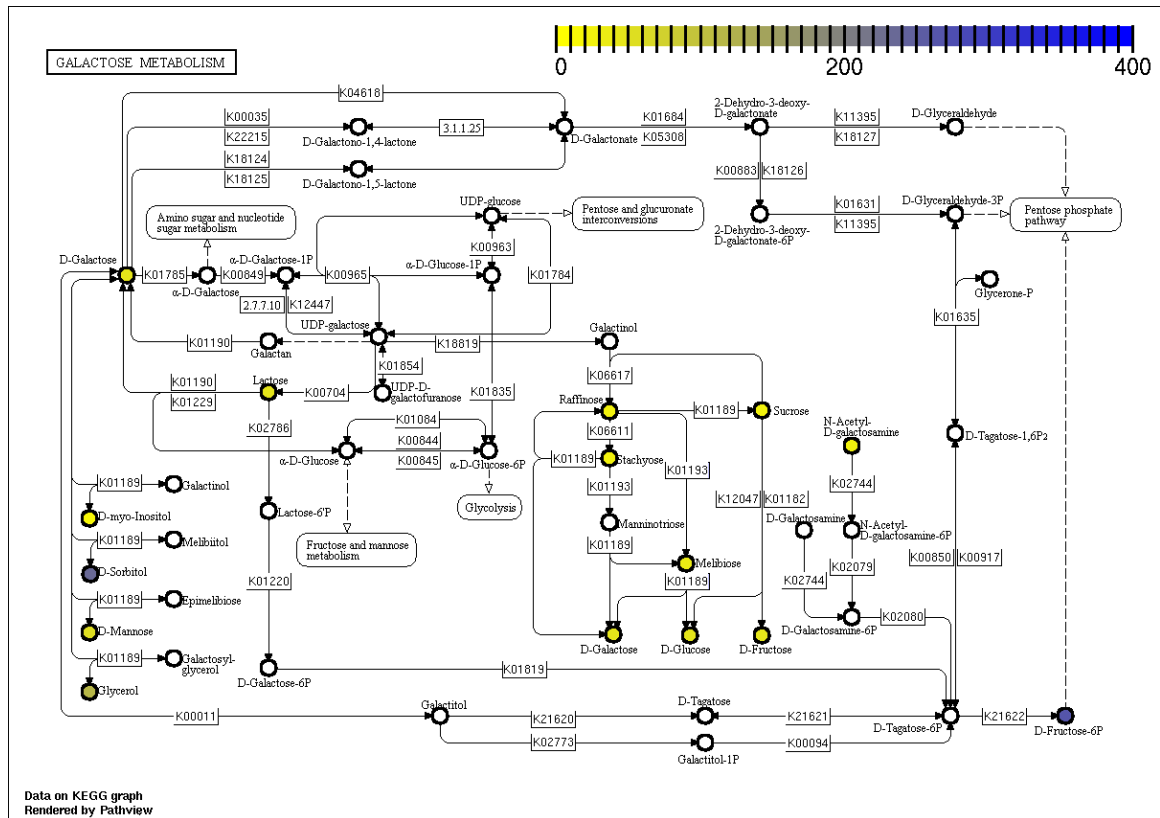 GALACTOSE METABOLISM
0
200
400
K04618
K00035
K22215
D-Galactono-1,4-lactone
3.1.1.25
D-Galactonate
K01684
K05308
2-Dehydro-3-deoxy-
D-galactonate
K11395
K18127
D-Glyceraldehyde
K18124
K18125
D-Galactono-1,5-lactone
K00883
K18126
Amino sugar and nucleotide
sugar metabolism
UDP-glucose
Pentose and glucuronate
interconversions
2-Dehydro-3-deoxy-
D-galactonate-6P
K01631
K11395
D-Glyceraldehyde-3P
Pentose phosphate
pathway
K00963
D-Galactose
K01785
α-D-Galactose
K00849
α-D-Galactose-1P
K00965
α-D-Glucose-1P
K01784
Glycerone-P
2.7.7.10
K12447
K01635
UDP-galactose
K18819
Galactinol
K01190
Galactan
K01854
UDP-D-
galactofuranose
K01835
K06617
K01190
K01229
Lactose
K00704
Raffinose
K01189
Sucrose
K02786
K01084
K00844
K00845
α-D-Glucose
α-D-Glucose-6P
K06611
K01189
Stachyose
K01193
N-Acetyl-
D-galactosamine
D-Tagatose-1,6P2
K01189
Galactinol
D-myo-Inositol
Lactose-6'P
Glycolysis
K01193
K12047
K01182
K02744
Manninotriose
D-Galactosamine
N-Acetyl-
D-galactosamine-6P
K01189
Melibiitol
D-Sorbitol
Fructose and mannose
metabolism
K01189
Melibiose
K00850
K00917
K01220
K01189
K02744
K02079
K01189
Epimelibiose
D-Mannose
D-Galactose
D-Glucose
D-Fructose
D-Galactosamine-6P
K02080
K01189
Galactosyl-
glycerol
Glycerol
D-Galactose-6P
K01819
K00011
Galactitol
K21620
D-Tagatose
K21621
D-Tagatose-6P
K21622
D-Fructose-6P
K02773
Galactitol-1P
K00094
Data on KEGG graph
Rendered by Pathview